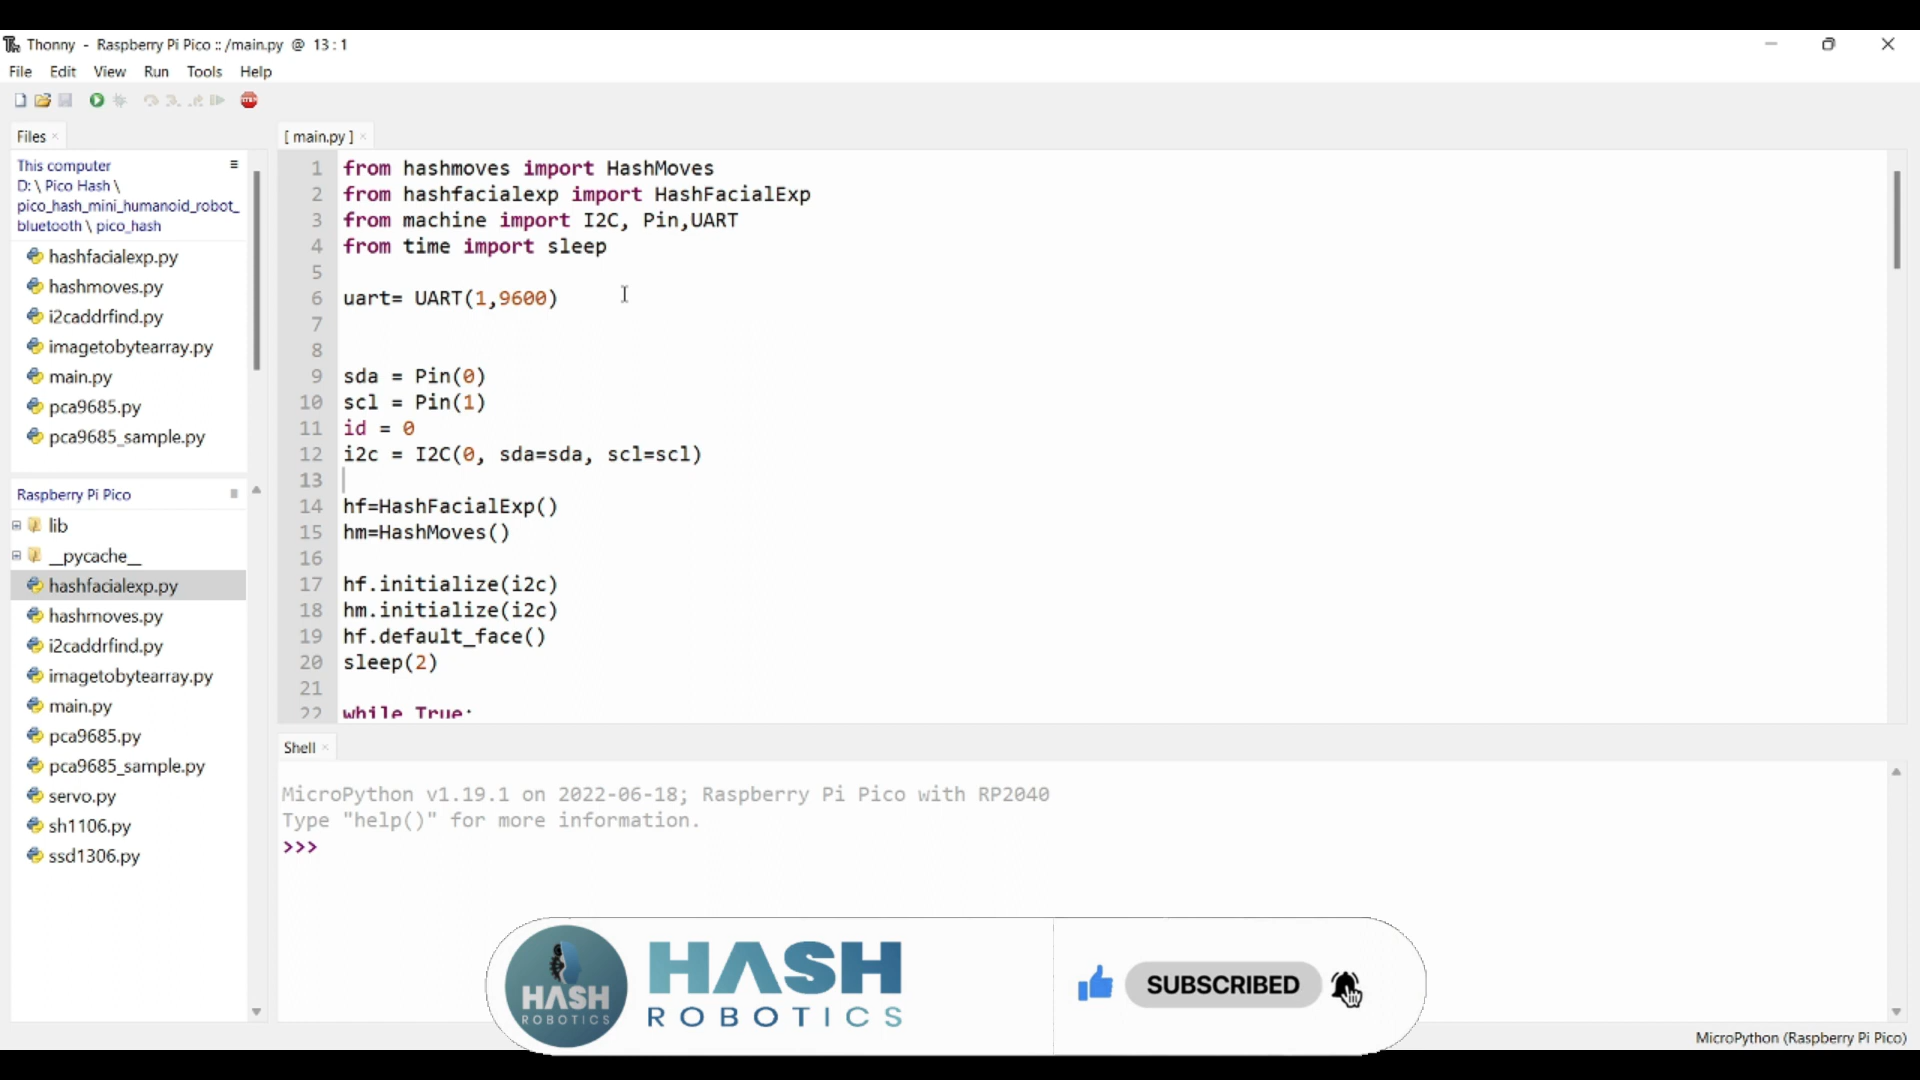 Thonny - Raspberry Pi Pico :: /main.py @ 13 : 1
File Edit View Run Tools Help
Files
This computer
D: \ Pico Hash \
pico_hash_mini_humanoid_robot_
bluetooth \ pico_hash
hashfacialexp.py
hashmoves.py
i2caddrfind.py
imagetobytearray.py
main.py
pca9685.py
pca9685_sample.py
Raspberry Pi Pico
lib
__pycache__
hashfacialexp.py
hashmoves.py
i2caddrfind.py
imagetobytearray.py
main.py
pca9685.py
pca9685_sample.py
servo.py
sh1106.py
ssd1306.py
[ main.py ]
1 from hashmoves import HashMoves
2 from hashfacialexp import HashFacialExp
3 from machine import I2C, Pin,UART
4 from time import sleep
5
6 uart= UART(1,9600)
7
8
9 sda = Pin(0)
10 scl = Pin(1)
11 id = 0
12 i2c = I2C(0, sda=sda, scl=scl)
13
14 hf=HashFacialExp()
15 hm=HashMoves()
16
17 hf.initialize(i2c)
18 hm.initialize(i2c)
19 hf.default_face()
20 sleep(2)
21
22 while True:
Shell
MicroPython v1.19.1 on 2022-06-18; Raspberry Pi Pico with RP2040
Type "help()" for more information.
>>>
HASH
ROBOTICS
HASH
ROBOTICS
SUBSCRIBED
MicroPython (Raspberry Pi Pico)